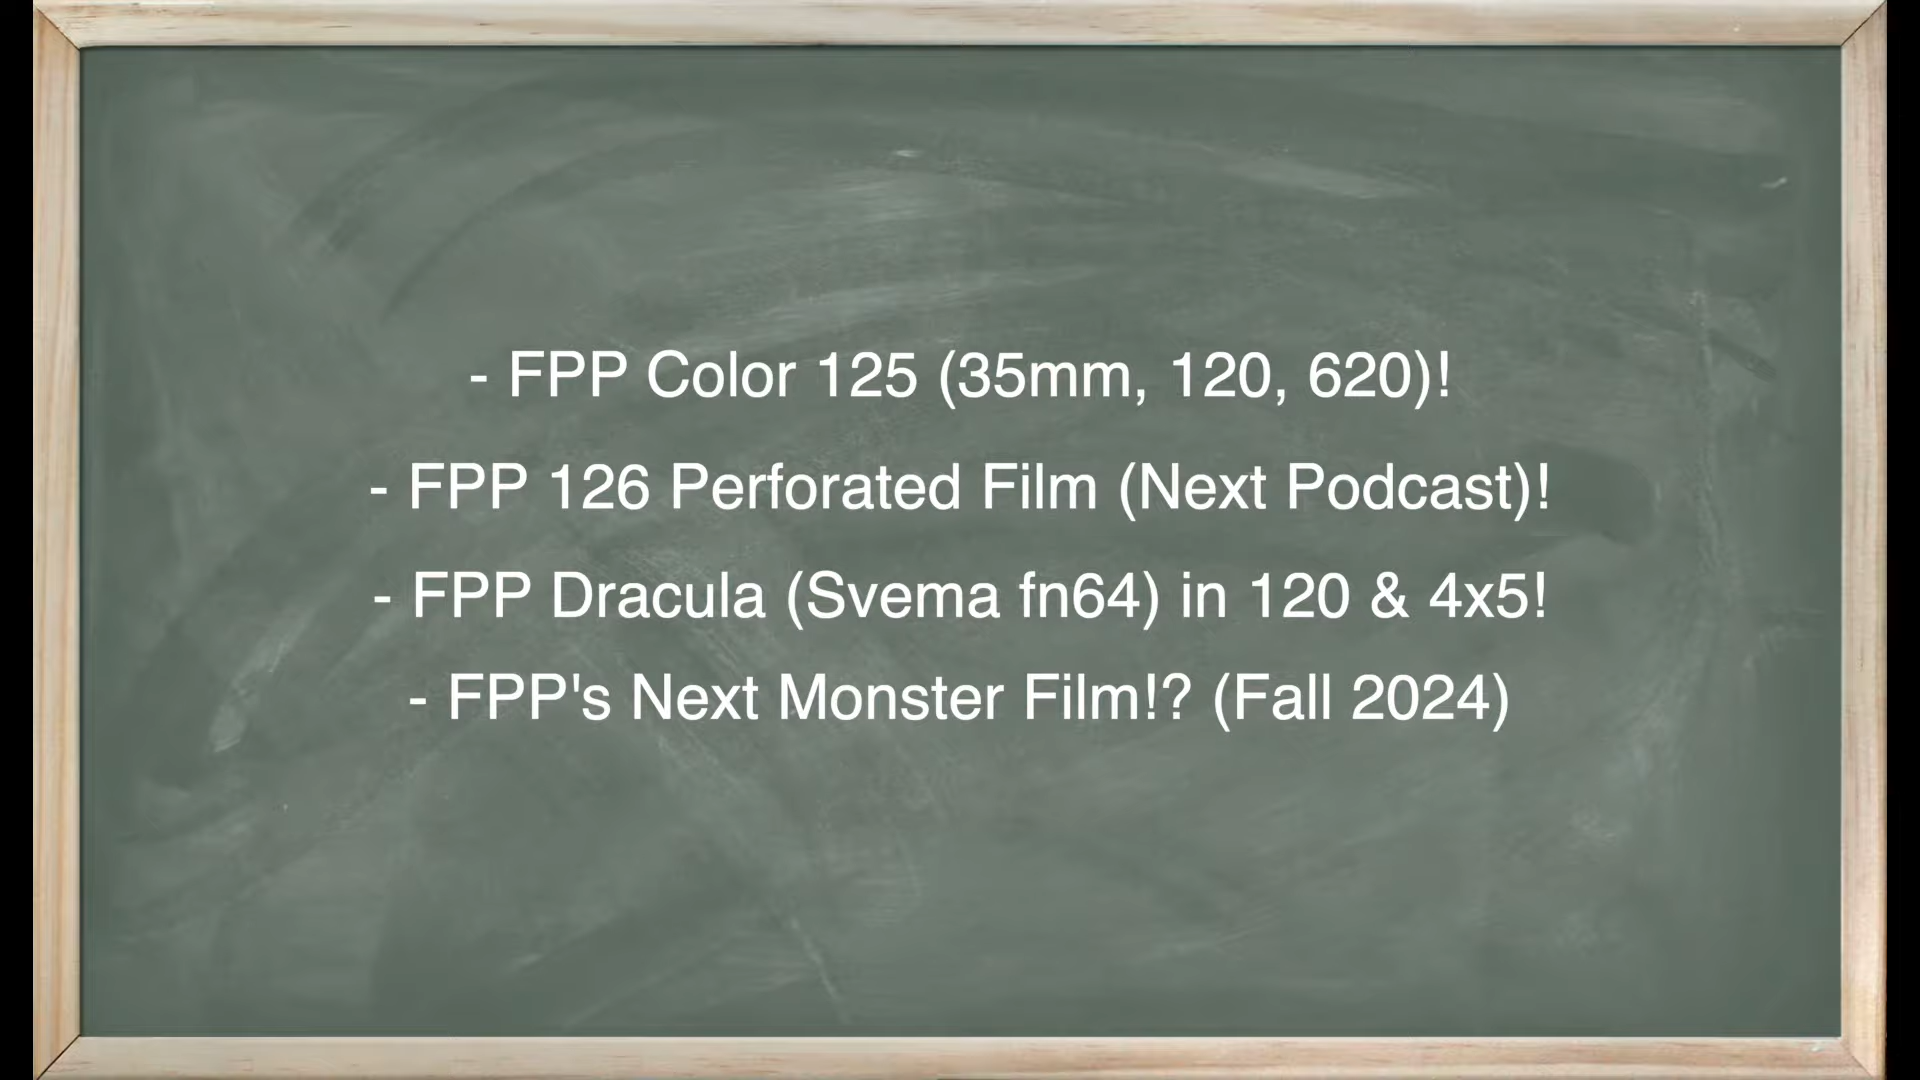 - FPP Color 125 (35mm, 120, 620)!
- FPP 126 Perforated Film (Next Podcast)!
- FPP Dracula (Svema fn64) in 120 & 4x5!
- FPP's Next Monster Film!? (Fall 2024)